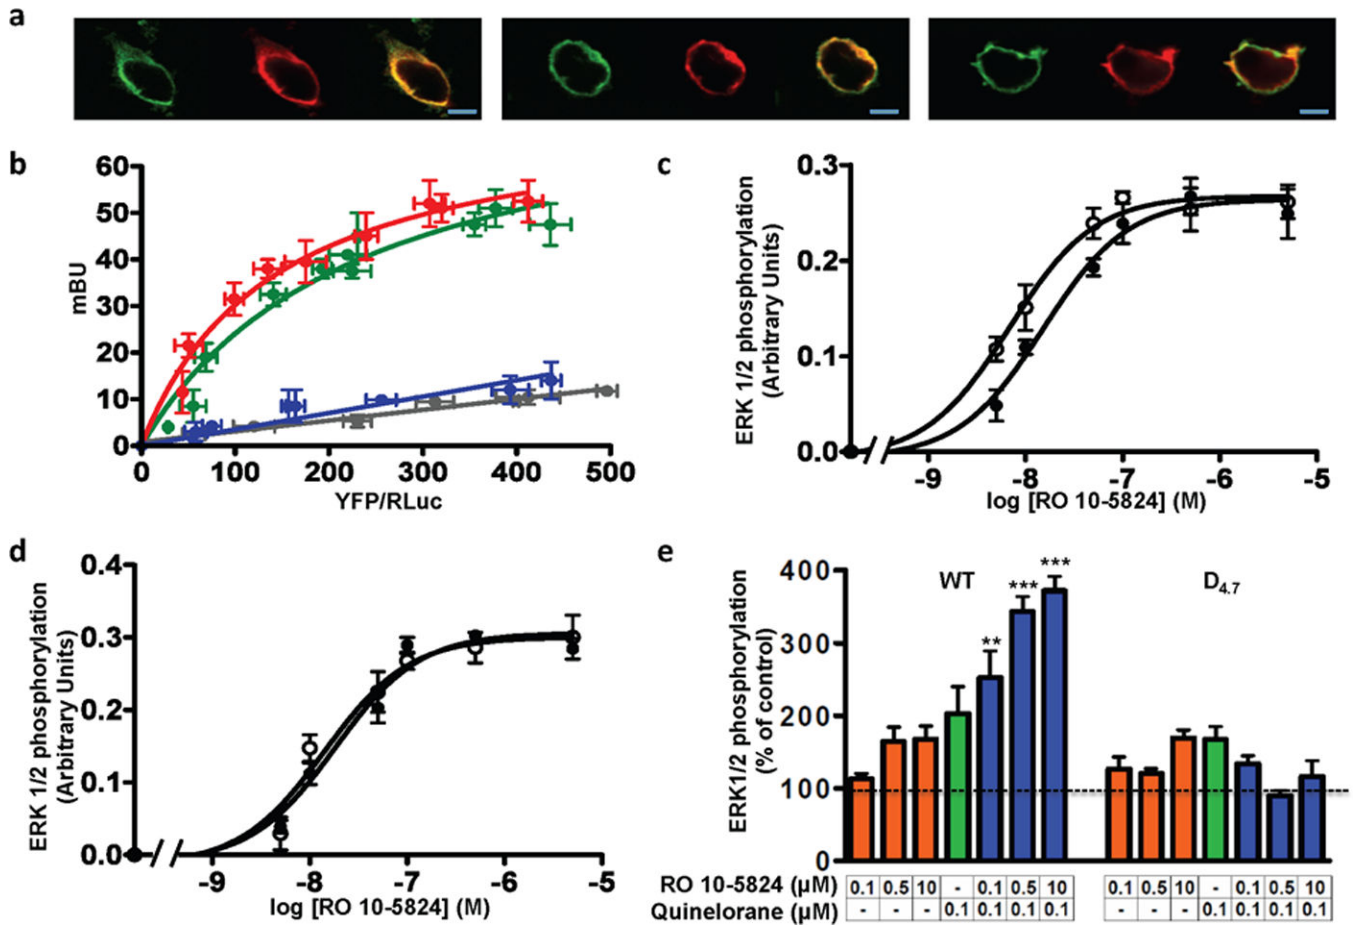 a
b
60
50
40
30
20
10
0
mBU
0 100 200 300 400 500
YFP/RLuc
c
0.3
0.2
0.1
0.0
ERK 1/2 phosphorylation
(Arbitrary Units)
-9 -8 -7 -6 -5
log [RO 10-5824] (M)
d
0.4
0.3
0.2
0.1
0.0
ERK 1/2 phosphorylation
(Arbitrary Units)
-9 -8 -7 -6 -5
log [RO 10-5824] (M)
e
400
300
200
100
0
ERK1/2 phosphorylation
(% of control)
WT
D4.7
** *** ***
RO 10-5824 (μM) 0.1 0.5 10 - 0.1 0.5 10 0.1 0.5 10 - 0.1 0.5 10
Quinelorane (μM) - - - 0.1 0.1 0.1 0.1 - - - 0.1 0.1 0.1 0.1